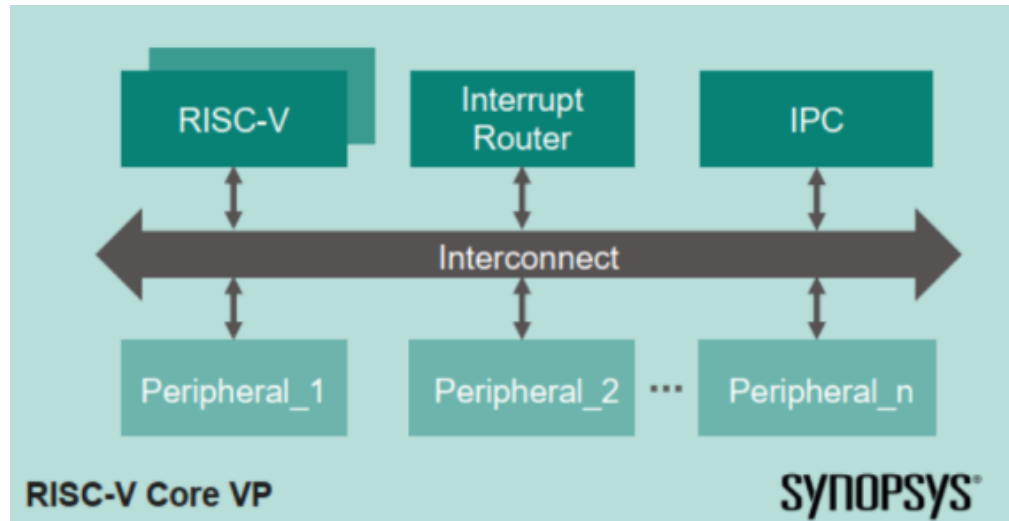 RISC-V
Interrupt
Router
IPC
Interconnect
Peripheral_1
Peripheral_2
...
Peripheral_n
RISC-V Core VP
SYNOPSYS®